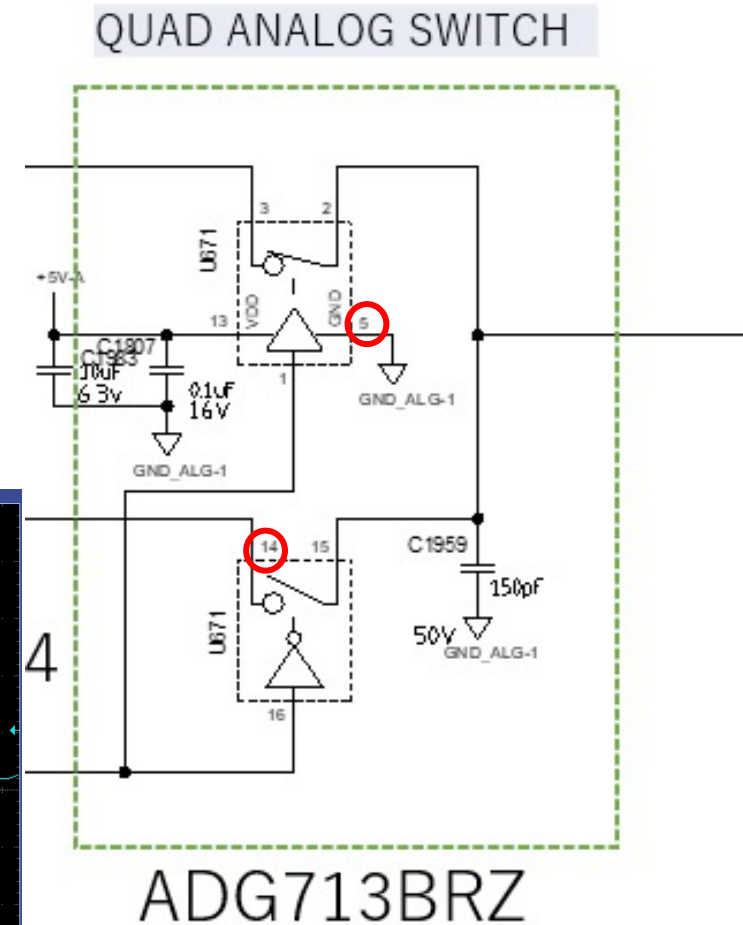 QUAD ANALOG SWITCH
3 2
U671
+5V-A
13 VDD GND 5
C1807
10uF
6.3v
0.1uF
16V
1
GND_ALG-1
GND_ALG-1
14 15
C1959
150pF
50V
GND_ALG-1
U671
4
16
ADG713BRZ